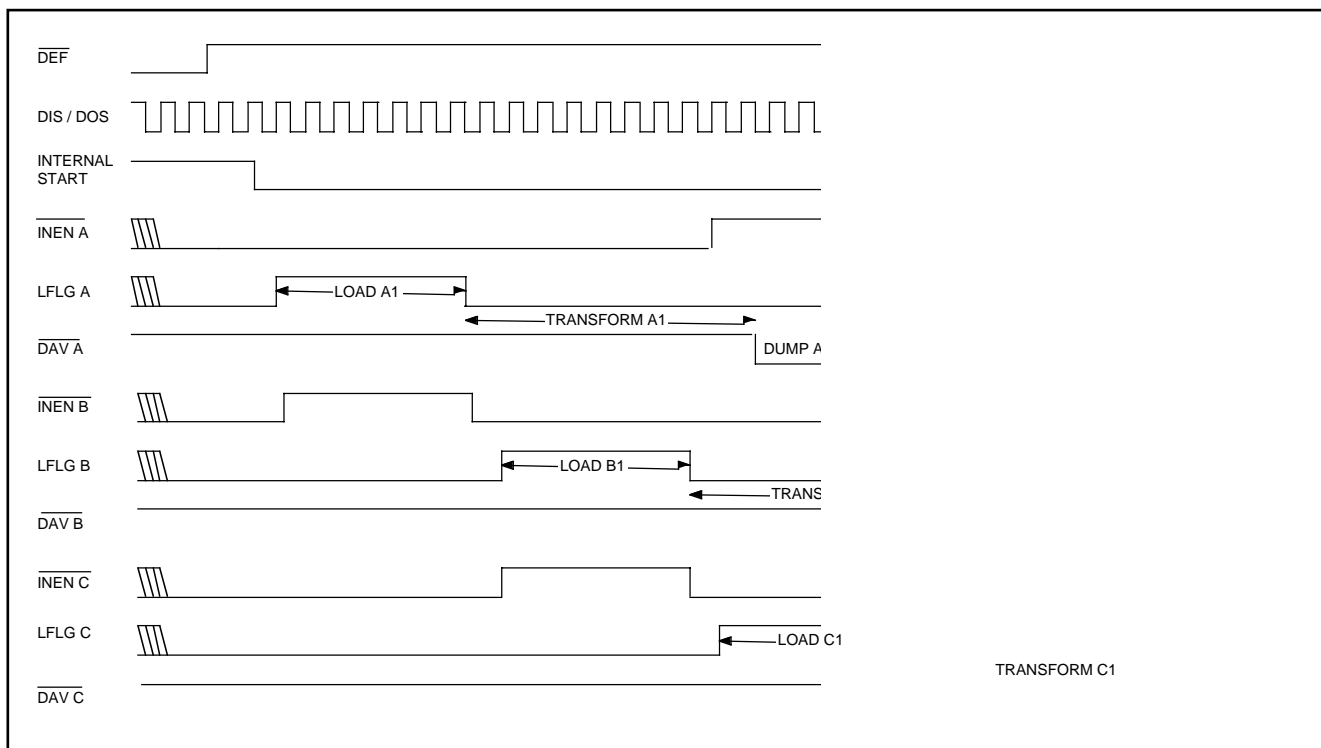 DEF
DIS / DOS
INTERNAL
START
INEN A
LFLG A
LOAD A1
TRANSFORM A1
DAV A
DUMP A
INEN B
LFLG B
LOAD B1
TRANS
DAV B
INEN C
LFLG C
LOAD C1
TRANSFORM C1
DAV C